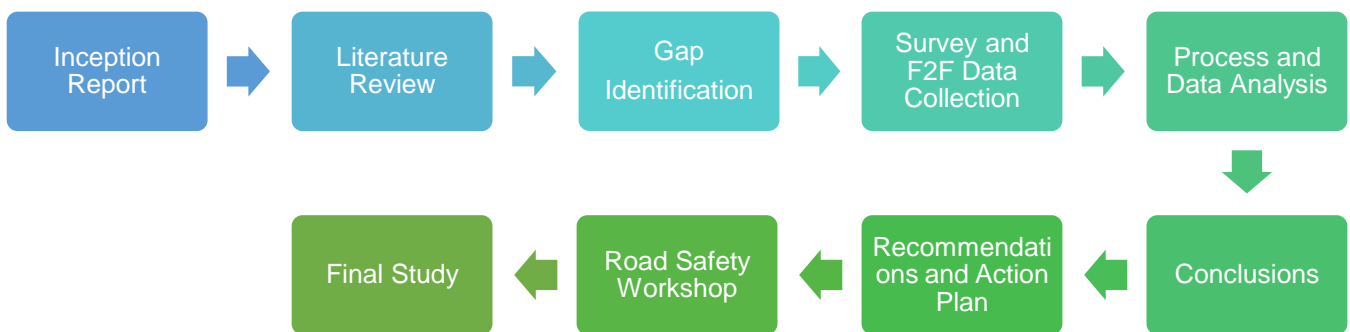 Inception
Report
Literature
Review
Gap
Identification
Survey and
F2F Data
Collection
Process and
Data Analysis
Conclusions
Recommendati
ons and Action
Plan
Road Safety
Workshop
Final Study